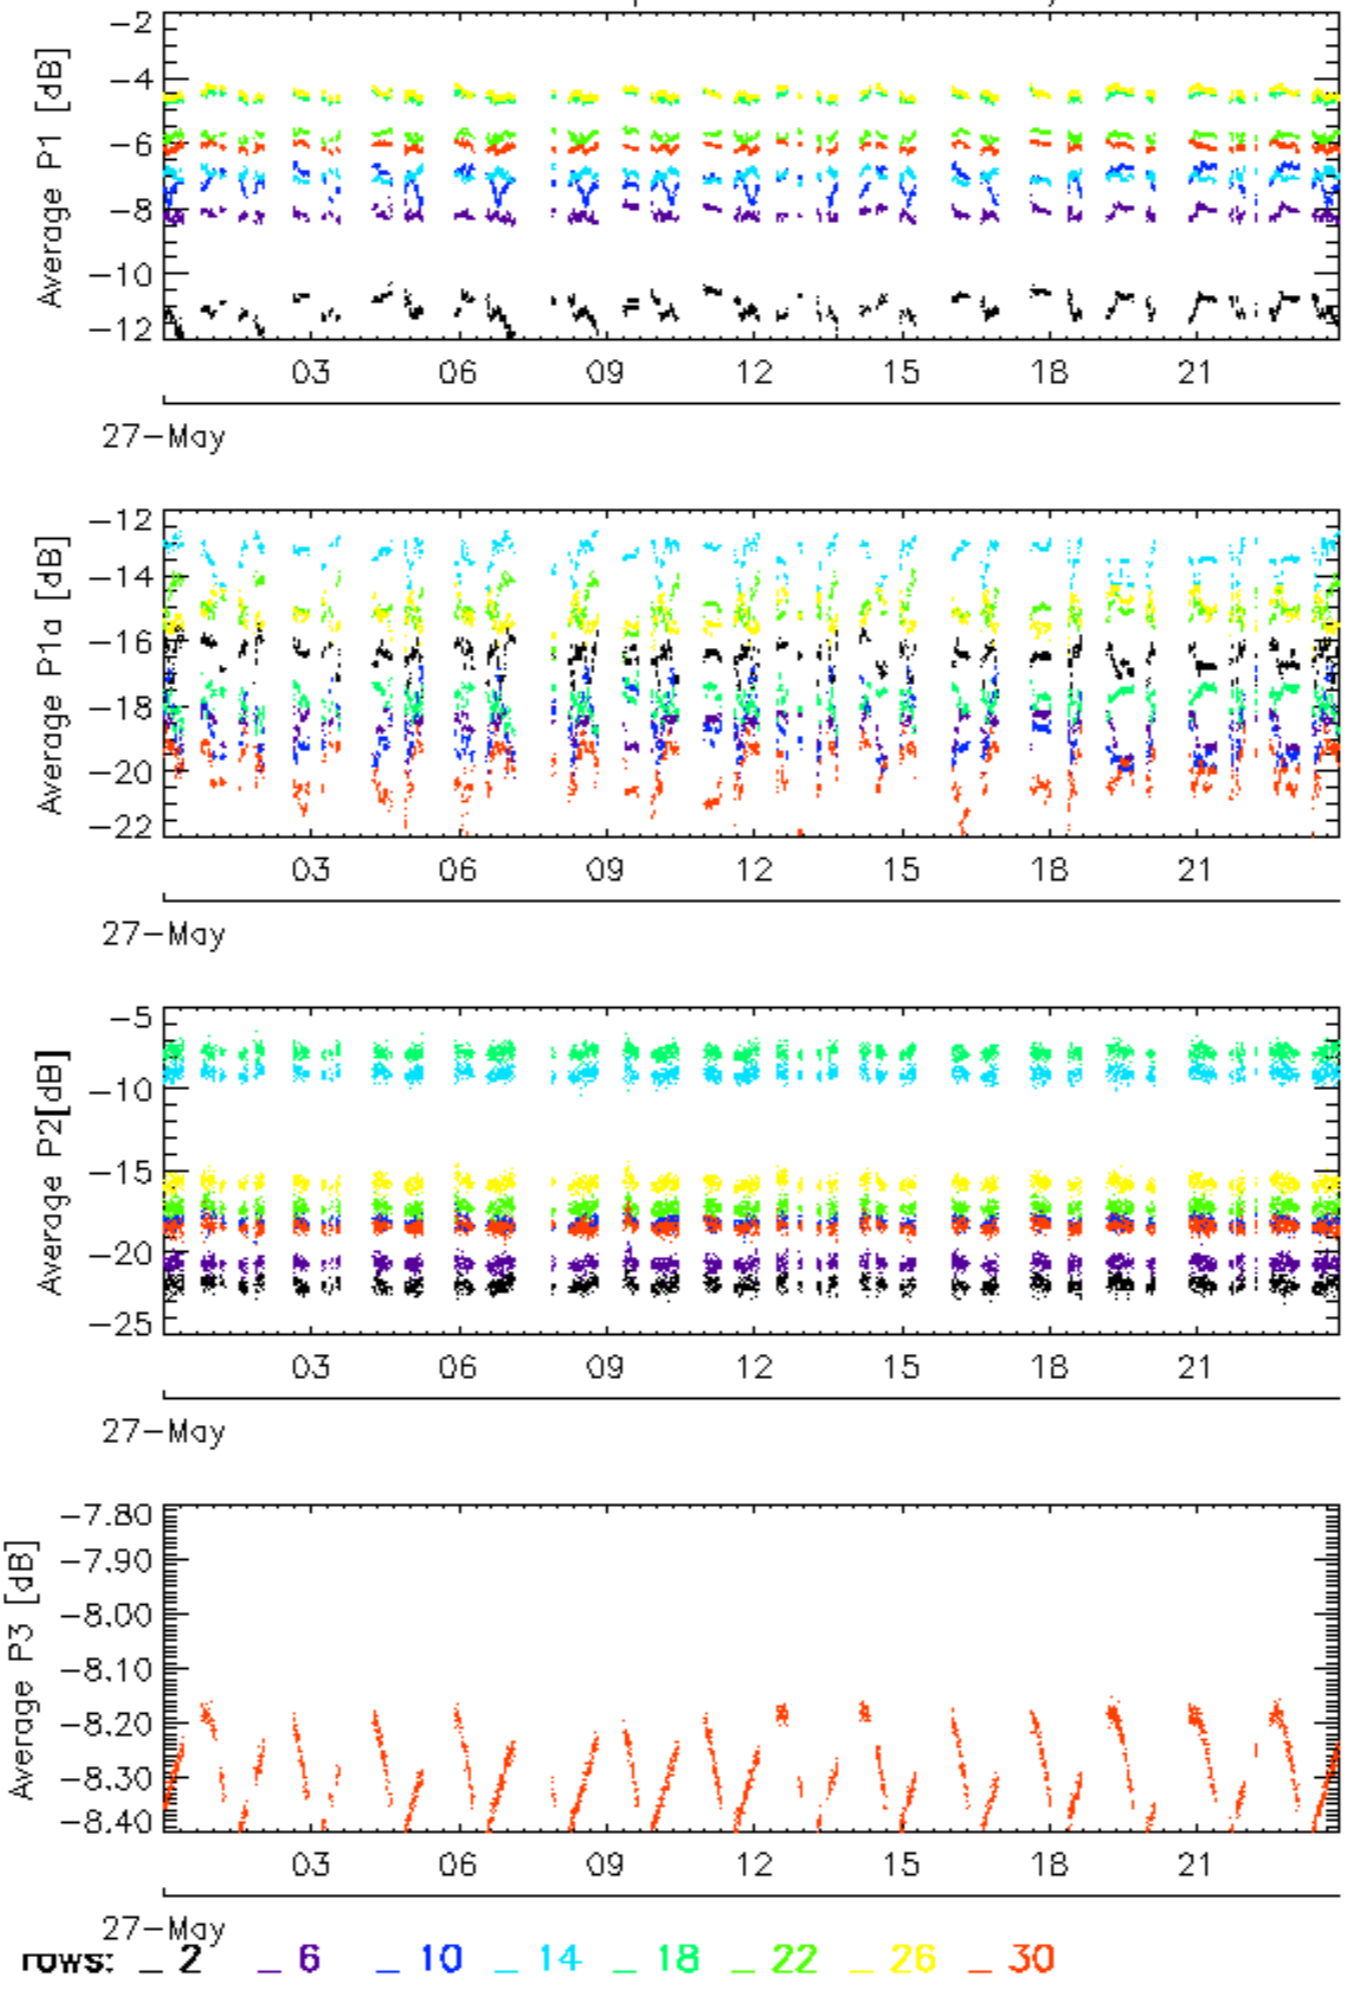 Average P1 [dB]
-2
-4
-6
-8
-10
-12
03 06 09 12 15 18 21
27-May
Average P1a [dB]
-12
-14
-16
-18
-20
-22
03 06 09 12 15 18 21
27-May
Average P2[dB]
-5
-10
-15
-20
-25
03 06 09 12 15 18 21
27-May
Average P3 [dB]
-7.80
-7.90
-8.00
-8.10
-8.20
-8.30
-8.40
03 06 09 12 15 18 21
27-May
rows: _ 2 _ 6 _ 10 _ 14 _ 18 _ 22 _ 26 _ 30